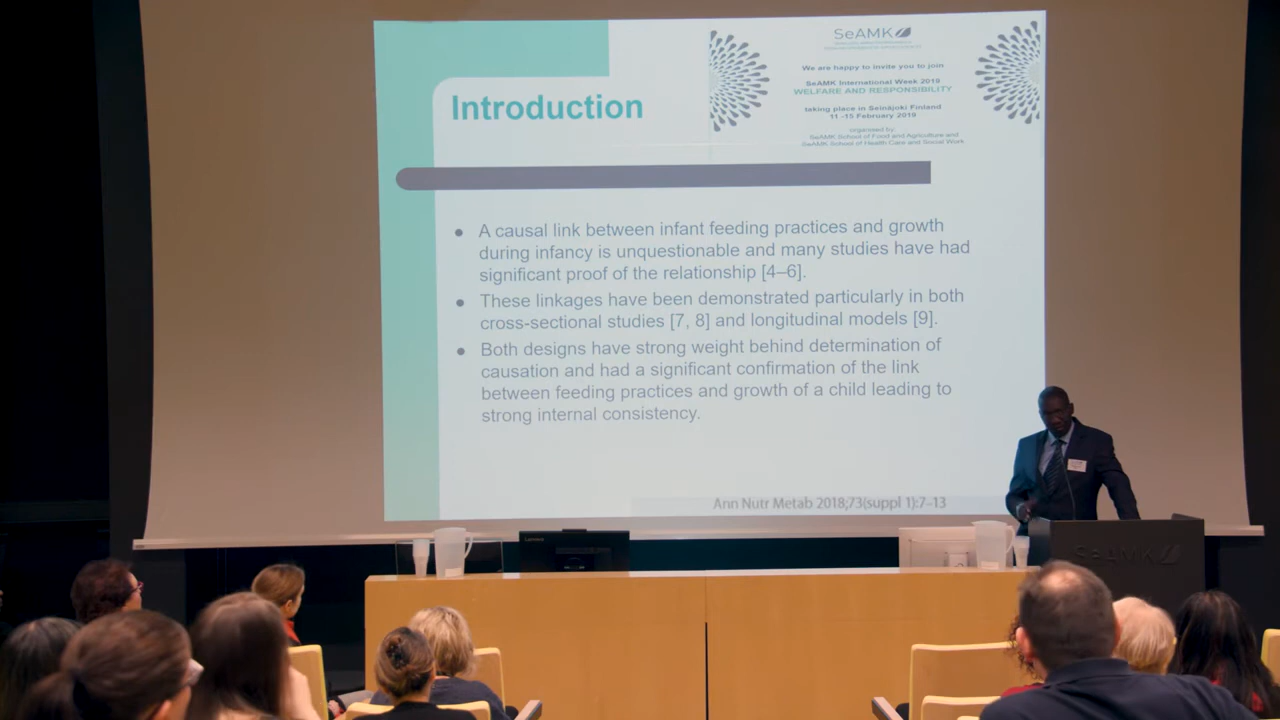 SeAMK
We are happy to invite you to join
SeAMK International Week 2019
WELFARE AND RESPONSIBILITY
taking place in Seinäjoki Finland
11 -15 February 2019
organised by:
SeAMK School of Food and Agriculture and
SeAMK School of Health Care and Social Work
Introduction
A causal link between infant feeding practices and growth
during infancy is unquestionable and many studies have had
significant proof of the relationship [4–6].
These linkages have been demonstrated particularly in both
cross-sectional studies [7, 8] and longitudinal models [9].
Both designs have strong weight behind determination of
causation and had a significant confirmation of the link
between feeding practices and growth of a child leading to
strong internal consistency.
Ann Nutr Metab 2018;73(suppl 1):7–13
Lenovo
SeAMK